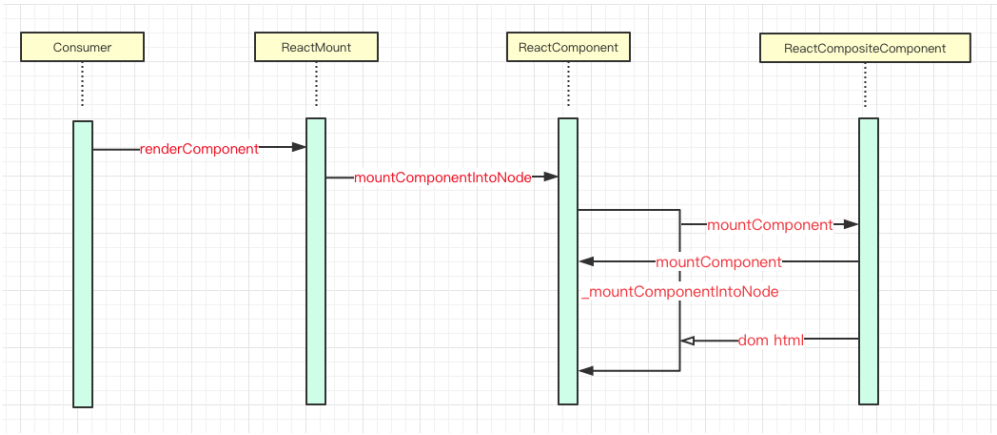 Consumer
ReactMount
ReactComponent
ReactCompositeComponent
renderComponent
mountComponentIntoNode
mountComponent
mountComponent
_mountComponentIntoNode
dom html